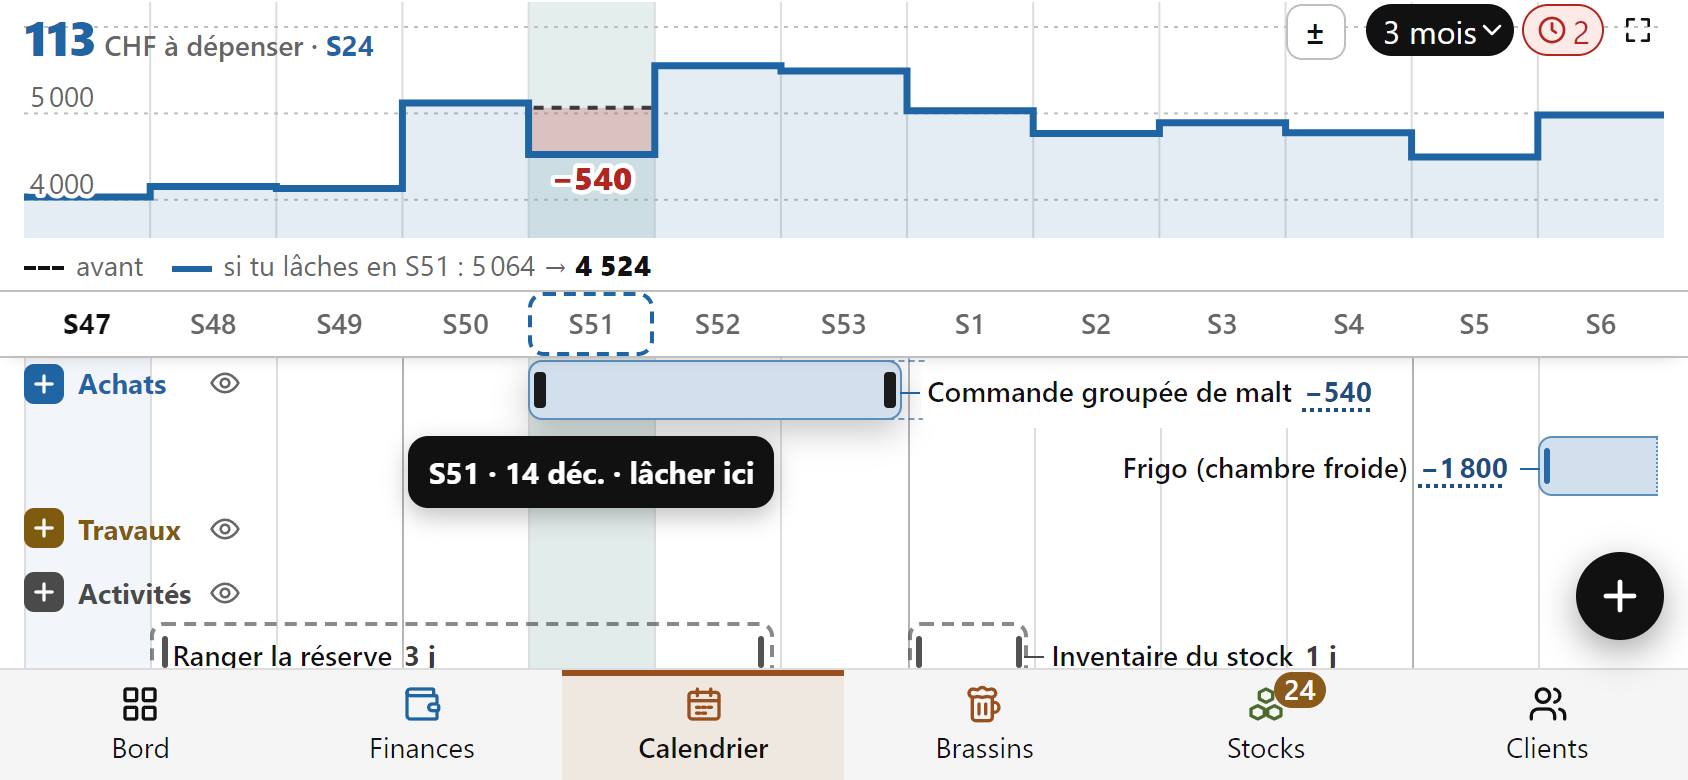 113 CHF à dépenser · S24
±
3 mois
2
5 000
4 000
−540
avant
si tu lâches en S51 : 5 064 → 4 524
S47 S48 S49 S50 S51 S52 S53 S1 S2 S3 S4 S5 S6
+ Achats
Commande groupée de malt −540
S51 · 14 déc. · lâcher ici
Frigo (chambre froide) −1 800
+ Travaux
+ Activités
+
Ranger la réserve 3 j
Inventaire du stock 1 j
24
Bord Finances Calendrier Brassins Stocks Clients